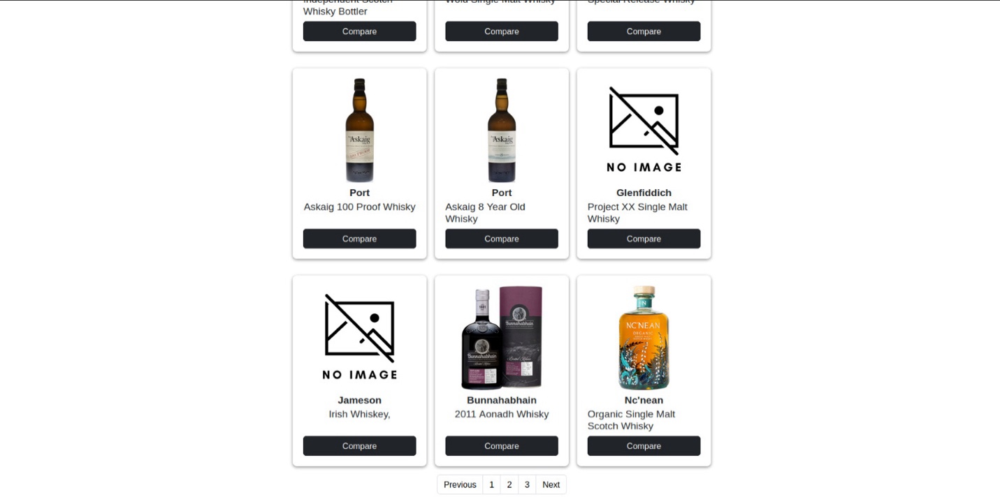 Independent Scotch
Whisky Bottler
Wold Single Malt Whisky
Special Release Whisky
Compare
Compare
Compare
Askaig
100 PROOF
Askaig
NO IMAGE
Port
Askaig 100 Proof Whisky
Compare
Port
Askaig 8 Year Old
Whisky
Compare
Glenfiddich
Project XX Single Malt
Whisky
Compare
NO IMAGE
Bunnahabhain
Bunnahabhain
N
NC'NEAN
ORGANIC
Jameson
Irish Whiskey,
Compare
Bunnahabhain
2011 Aonadh Whisky
Compare
Nc'nean
Organic Single Malt
Scotch Whisky
Compare
Previous 1 2 3 Next